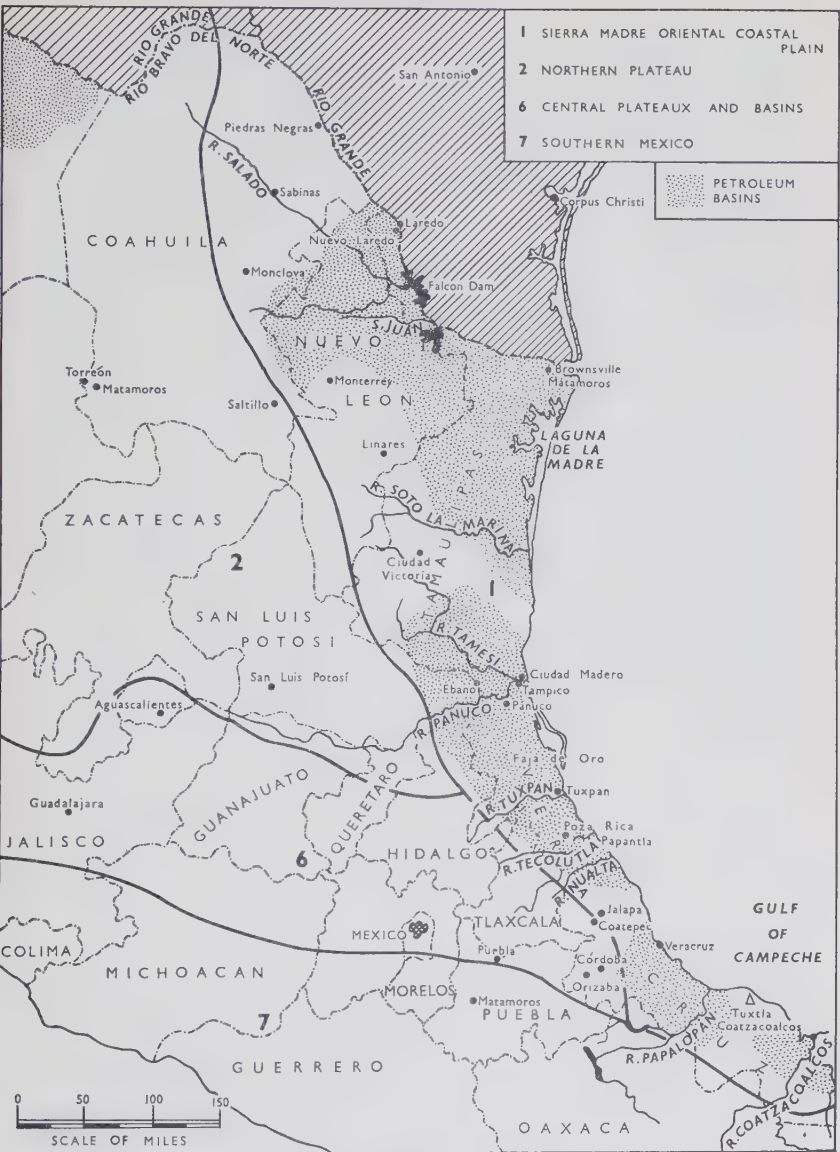 1 SIERRA MADRE ORIENTAL COASTAL
PLAIN
2 NORTHERN PLATEAU
6 CENTRAL PLATEAUX AND BASINS
7 SOUTHERN MEXICO
PETROLEUM
BASINS
RIO GRANDE
RIO BRAVO DEL NORTE
San Antonio
RIO GRANDE
Piedras Negras
R. SALADO
Sabinas
Corpus Christi
Laredo
Nuevo Laredo
COAHUILA
Monclova
Falcon Dam
S. JUAN
NUEVO
LEON
Brownsville
Matamoros
Torreón
Matamoros
Monterrey
Saltillo
LAGUNA
DE LA
MADRE
Linares
TAMAULIPAS
R. SOTO LA MARINA
ZACATECAS
2
Ciudad
Victoria
1
SAN LUIS
POTOSI
R. TAMESI
San Luis Potosí
Ciudad Madero
Ebano
Tampico
Aguascalientes
R. PANUCO
Pánuco
Faja de Oro
Guadalajara
GUANAJUATO
QUERETARO
R. TUXPAN
Tuxpan
JALISCO
Poza Rica
Papantla
6
HIDALGO
R. TECOLUTLA
VERACRUZ
Jalapa
TLAXCALA
Coatepec
GULF
OF
CAMPECHE
MEXICO
COLIMA
Puebla
Veracruz
MICHOACAN
Córdoba
Orizaba
MORELOS
Matamoros
PUEBLA
Tuxtla
Coatzacoalcos
7
R. PAPALOPAN
GUERRERO
R. COATZACOALCOS
OAXACA
0 50 100 150
SCALE OF MILES